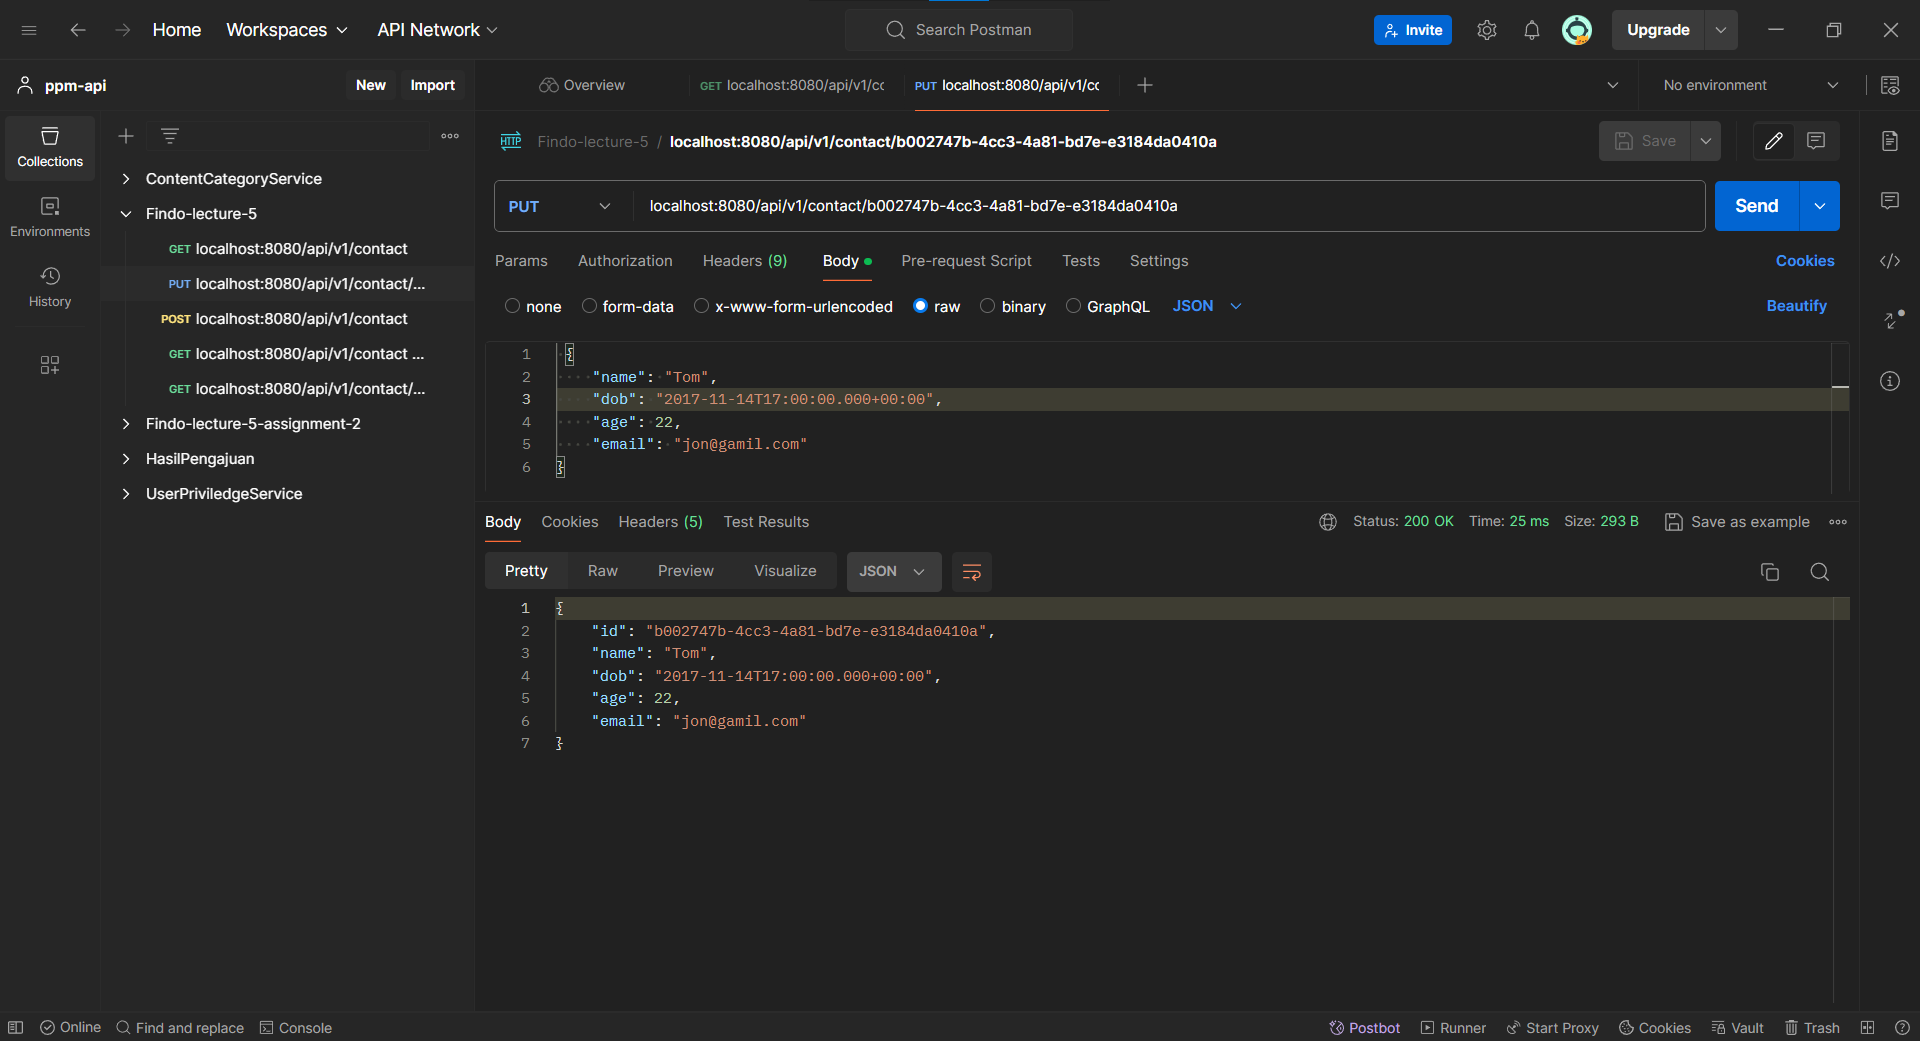 Home Workspaces API Network Search Postman Invite Upgrade
ppm-api New Import
Overview GET localhost:8080/api/v1/cc PUT localhost:8080/api/v1/cc No environment
Collections
Environments
History
ContentCategoryService
Findo-lecture-5
GET localhost:8080/api/v1/contact
PUT localhost:8080/api/v1/contact/...
POST localhost:8080/api/v1/contact
GET localhost:8080/api/v1/contact ...
GET localhost:8080/api/v1/contact/...
Findo-lecture-5-assignment-2
HasilPengajuan
UserPriviledgeService
HTTP Findo-lecture-5 / localhost:8080/api/v1/contact/b002747b-4cc3-4a81-bd7e-e3184da0410a Save
PUT localhost:8080/api/v1/contact/b002747b-4cc3-4a81-bd7e-e3184da0410a Send
Params Authorization Headers (9) Body Pre-request Script Tests Settings Cookies
none form-data x-www-form-urlencoded raw binary GraphQL JSON Beautify
1 {
2 "name": "Tom",
3 "dob": "2017-11-14T17:00:00.000+00:00",
4 "age": 22,
5 "email": "jon@gamil.com"
6 }
Body Cookies Headers (5) Test Results Status: 200 OK Time: 25 ms Size: 293 B Save as example
Pretty Raw Preview Visualize JSON
1 {
2 "id": "b002747b-4cc3-4a81-bd7e-e3184da0410a",
3 "name": "Tom",
4 "dob": "2017-11-14T17:00:00.000+00:00",
5 "age": 22,
6 "email": "jon@gamil.com"
7 }
Online Find and replace Console Postbot Runner Start Proxy Cookies Vault Trash